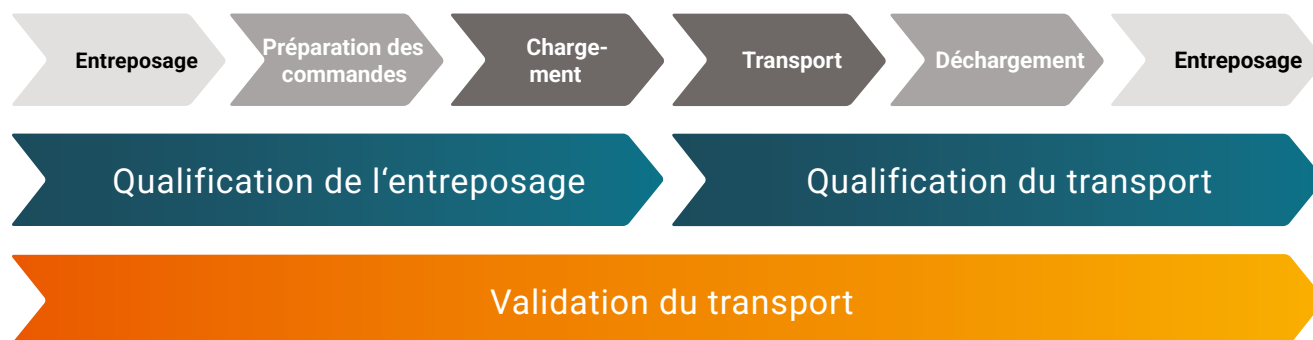 Entreposage
Préparation des
commandes
Charge-
ment
Transport
Déchargement
Entreposage
Qualification de l‘entreposage
Qualification du transport
Validation du transport